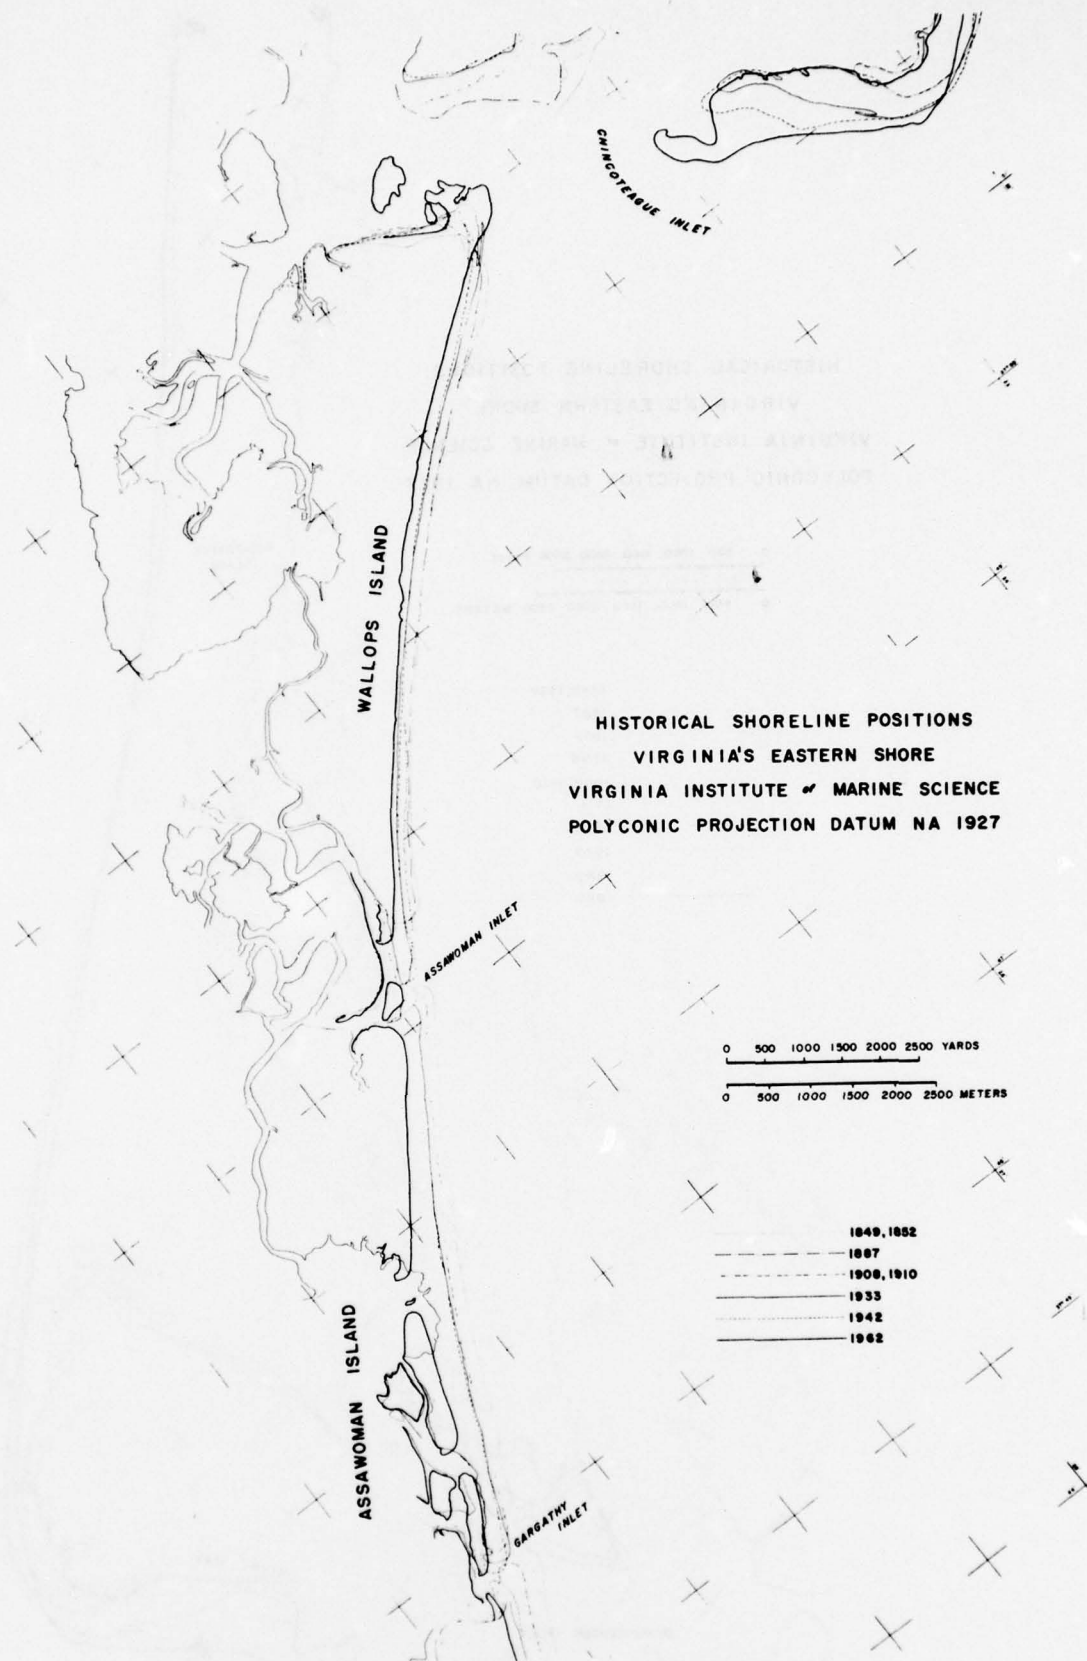 CHINCOTEAGUE INLET
WALLOPS ISLAND
HISTORICAL SHORELINE POSITIONS
VIRGINIA'S EASTERN SHORE
VIRGINIA INSTITUTE of MARINE SCIENCE
POLYCONIC PROJECTION DATUM NA 1927
ASSAWOMAN INLET
0 500 1000 1500 2000 2500 YARDS
0 500 1000 1500 2000 2500 METERS
1849, 1852
1887
1908, 1910
1933
1942
1962
ASSAWOMAN ISLAND
GARGATHY
INLET